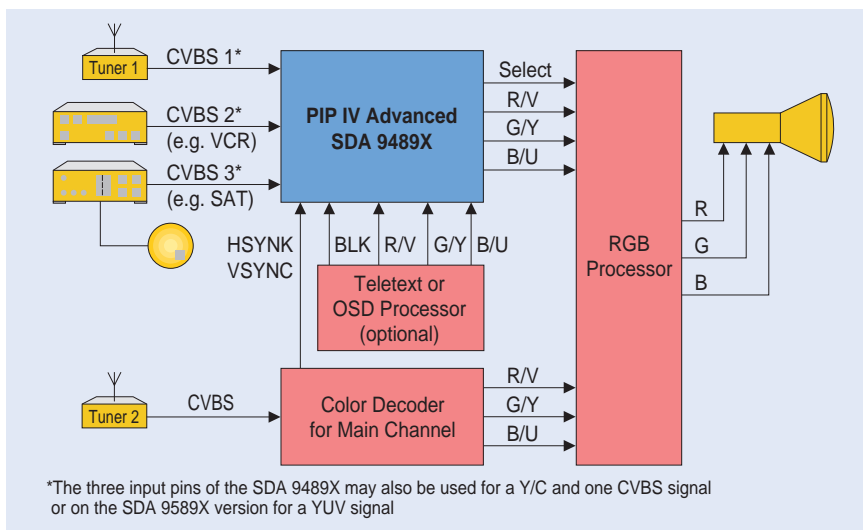 Tuner 1
CVBS 1*
CVBS 2*
(e.g. VCR)
CVBS 3*
(e.g. SAT)
PIP IV Advanced
SDA 9489X
Select
R/V
G/Y
B/U
HSYNK
VSYNC
BLK
R/V
G/Y
B/U
Teletext or
OSD Processor
(optional)
RGB
Processor
R
G
B
Tuner 2
CVBS
Color Decoder
for Main Channel
R/V
G/Y
B/U
*The three input pins of the SDA 9489X may also be used for a Y/C and one CVBS signal
or on the SDA 9589X version for a YUV signal